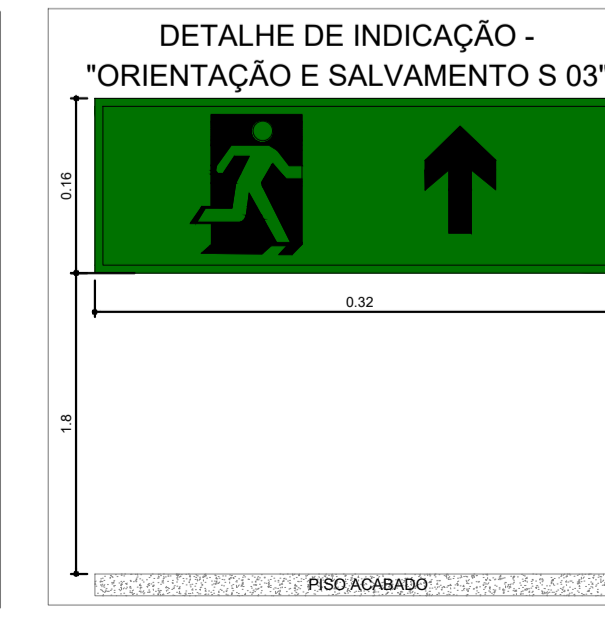 DETALHE DE INDICAÇÃO -
"ORIENTAÇÃO E SALVAMENTO S 03"
0.16
0.32
1.8
PISO ACABADO